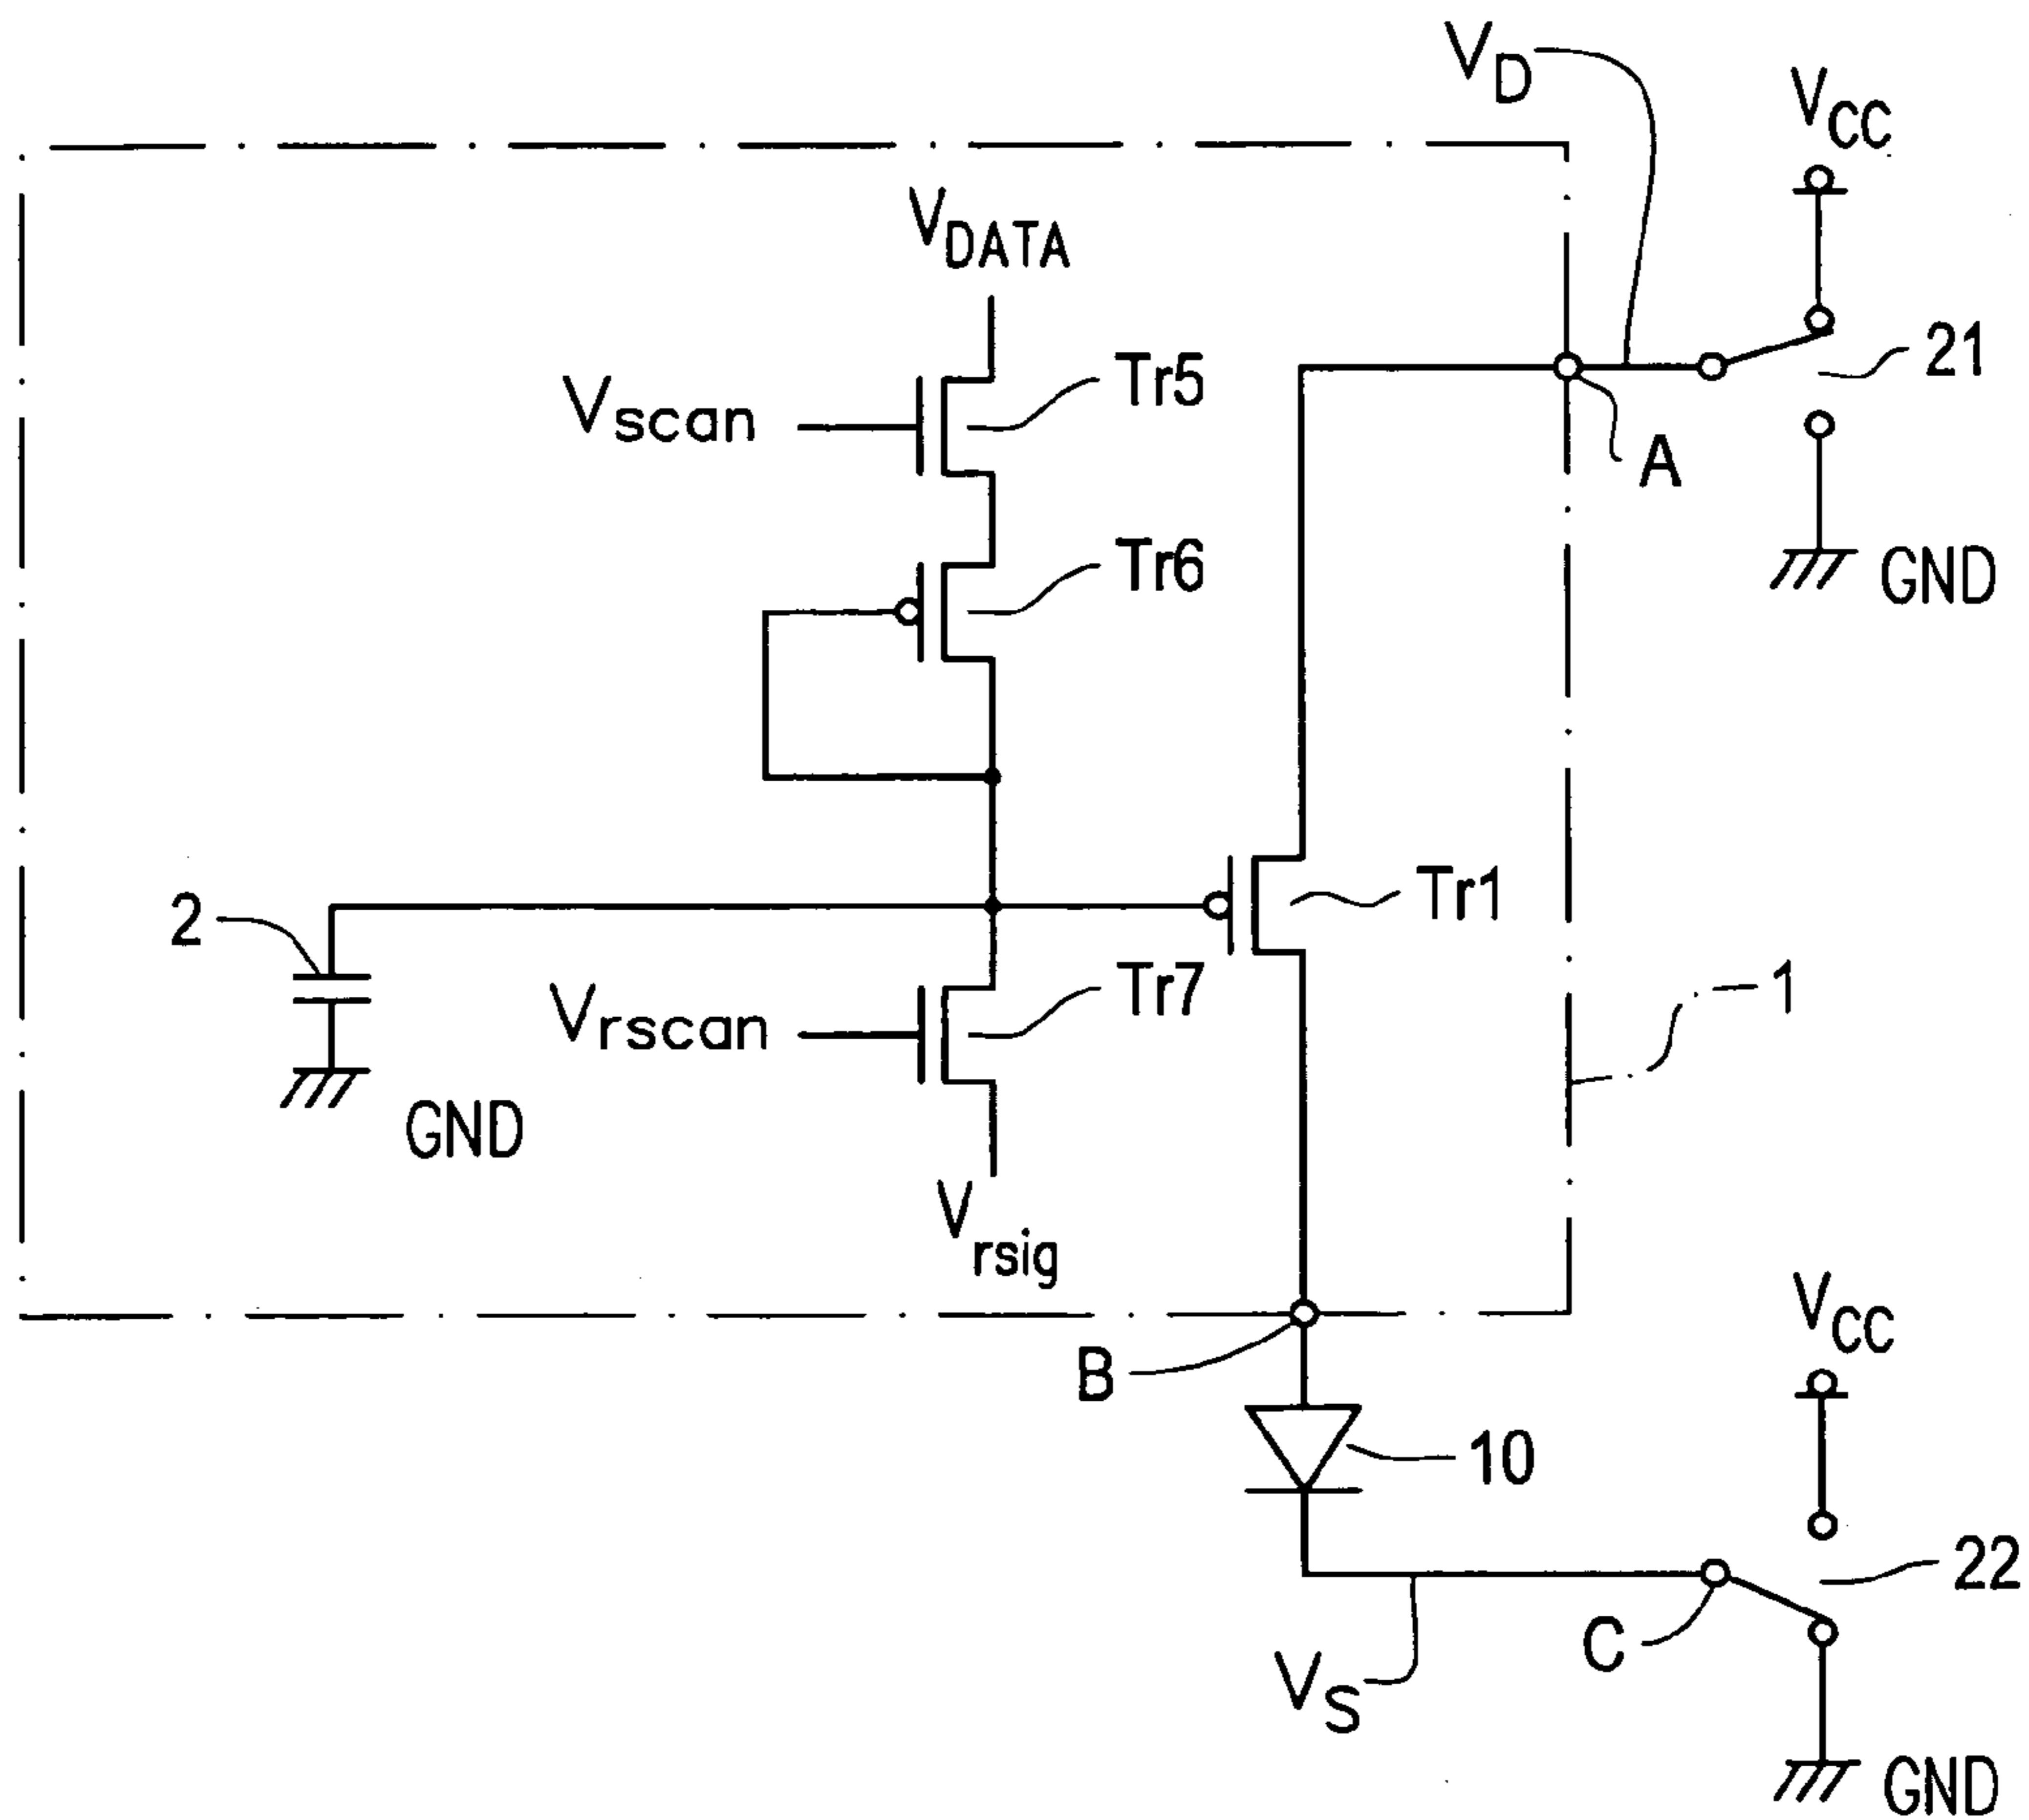 VD
VCC
VDATA
Tr5
21
Vscan
A
Tr6
GND
Tr1
2
Tr7
1
Vrscan
GND
Vrsig
VCC
B
10
22
C
VS
GND